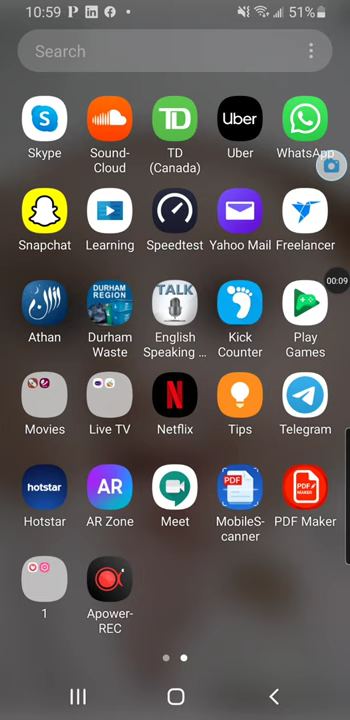 10:59
51%
Search
Skype
Sound-
Cloud
TD
TD
(Canada)
Uber
Uber
WhatsApp
Snapchat
Learning
Speedtest
Yahoo Mail
Freelancer
00:09
Athan
DURHAM
REGION
Durham
Waste
TALK
English
Speaking ...
Kick
Counter
Play
Games
Movies
Live TV
Netflix
Tips
Telegram
hotstar
Hotstar
AR
AR Zone
Meet
PDF
MobileS-
canner
PDF
MAKER
PDF Maker
1
Apower-
REC